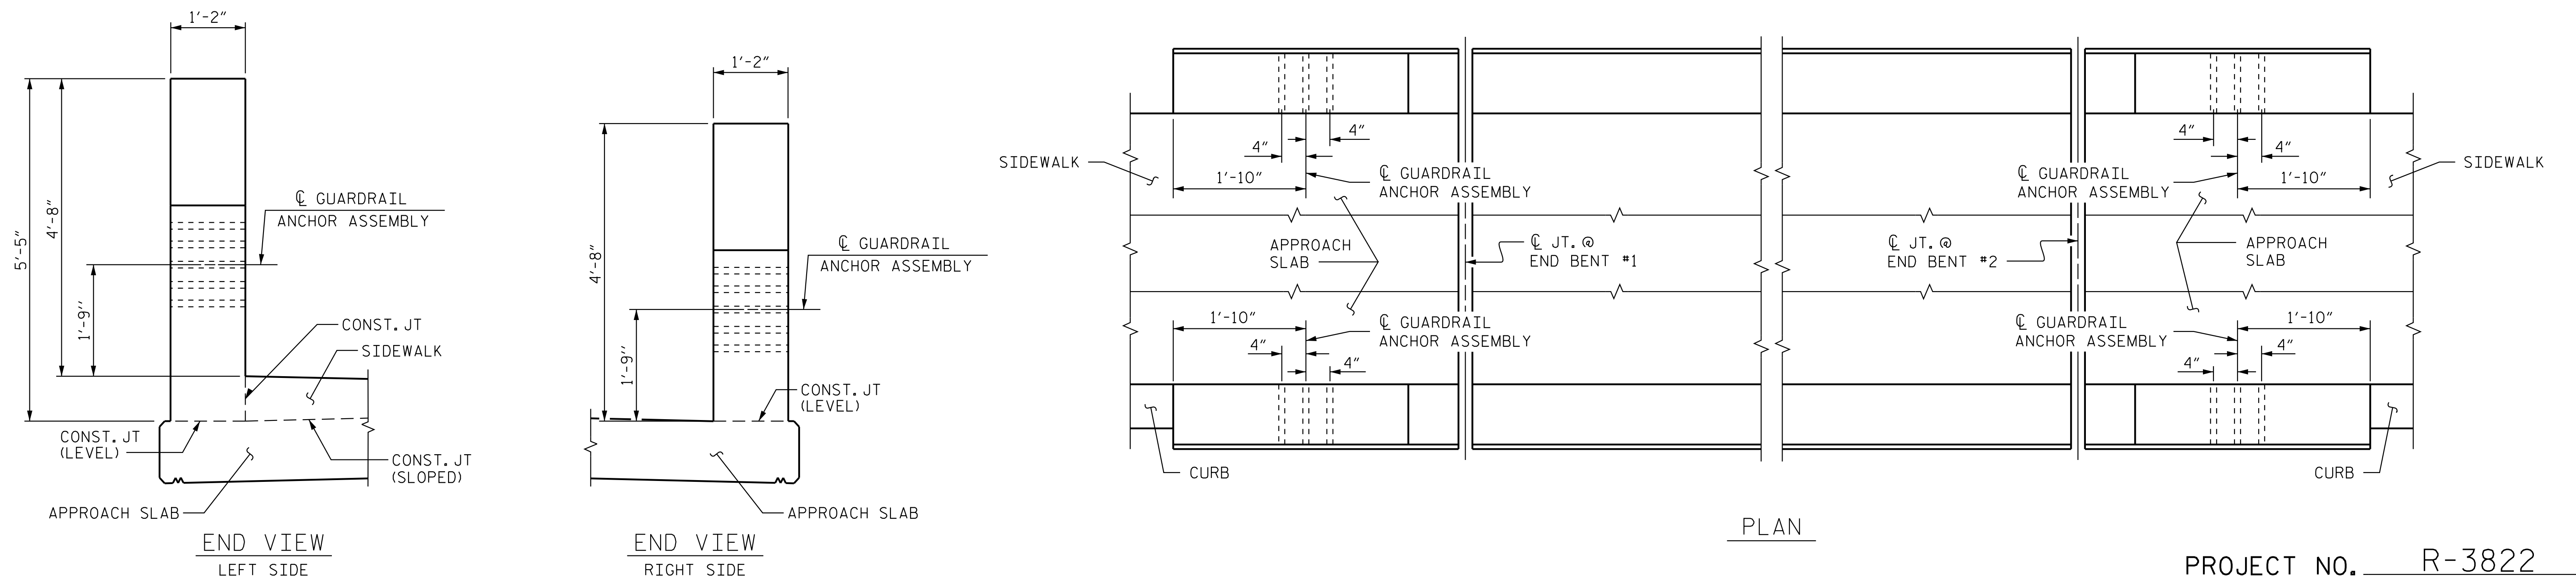 1'-2"
5'-5"
4'-8"
1'-9"
℄ GUARDRAIL
ANCHOR ASSEMBLY
CONST. JT
SIDEWALK
CONST. JT
(LEVEL)
CONST. JT
(SLOPED)
APPROACH SLAB
END VIEW
LEFT SIDE
1'-2"
4'-8"
1'-9"
℄ GUARDRAIL
ANCHOR ASSEMBLY
CONST. JT
(LEVEL)
APPROACH SLAB
END VIEW
RIGHT SIDE
4"
4"
SIDEWALK
1'-10"
℄ GUARDRAIL
ANCHOR ASSEMBLY
APPROACH
SLAB
℄ JT. @
END BENT #1
1'-10"
℄ GUARDRAIL
ANCHOR ASSEMBLY
4"
4"
CURB
4"
4"
SIDEWALK
℄ GUARDRAIL
ANCHOR ASSEMBLY
1'-10"
℄ JT. @
END BENT #2
APPROACH
SLAB
℄ GUARDRAIL
ANCHOR ASSEMBLY
1'-10"
4"
4"
CURB
PLAN
PROJECT NO. R-3822